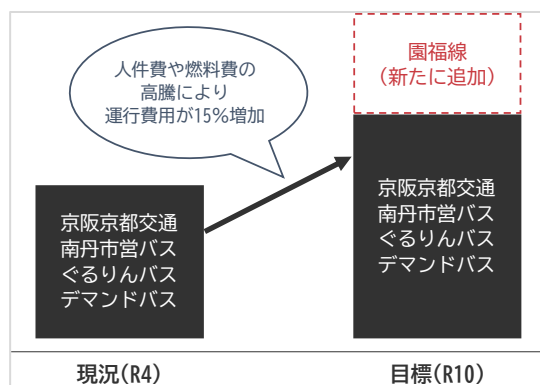 人件費や燃料費の
高騰により
運行費用が15%増加
園福線
（新たに追加）
京阪京都交通
南丹市営バス
ぐるりんバス
デマンドバス
京阪京都交通
南丹市営バス
ぐるりんバス
デマンドバス
現況(R4)
目標(R10)